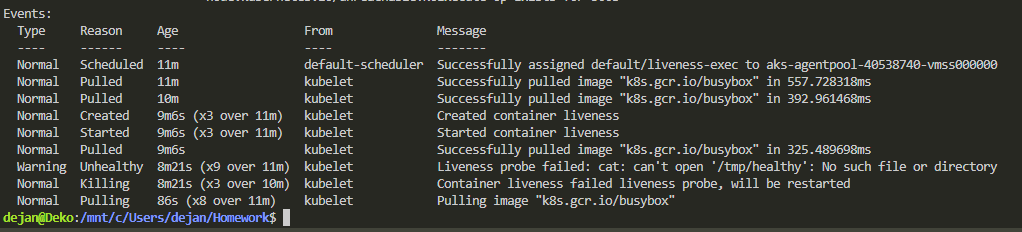 Events:
Type Reason Age From Message
---- ------ ---- ---- -------
Normal Scheduled 11m default-scheduler Successfully assigned default/liveness-exec to aks-agentpool-40538740-vmss000000
Normal Pulled 11m kubelet Successfully pulled image "k8s.gcr.io/busybox" in 557.728318ms
Normal Pulled 10m kubelet Successfully pulled image "k8s.gcr.io/busybox" in 392.961468ms
Normal Created 9m6s (x3 over 11m) kubelet Created container liveness
Normal Started 9m6s (x3 over 11m) kubelet Started container liveness
Normal Pulled 9m6s kubelet Successfully pulled image "k8s.gcr.io/busybox" in 325.489698ms
Warning Unhealthy 8m21s (x9 over 11m) kubelet Liveness probe failed: cat: can't open '/tmp/healthy': No such file or directory
Normal Killing 8m21s (x3 over 10m) kubelet Container liveness failed liveness probe, will be restarted
Normal Pulling 86s (x8 over 11m) kubelet Pulling image "k8s.gcr.io/busybox"
dejan@Deko:/mnt/c/Users/dejan/Homework$